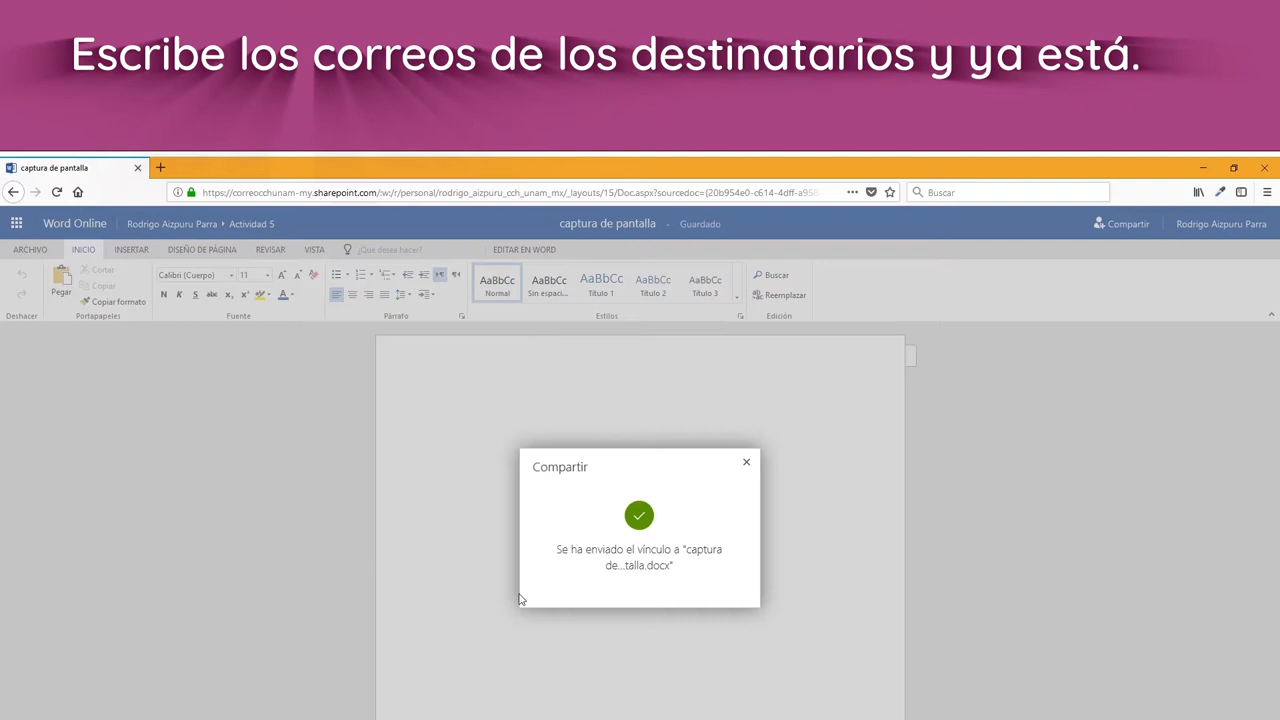 Escribe los correos de los destinatarios y ya está.
captura de pantalla
https://correocchunam-my.sharepoint.com/:w:/r/personal/rodrigo_aizpuru_cch_unam_mx/_layouts/15/Doc.aspx?sourcedoc={20b954e0-c614-4dff-a958-
Buscar
Word Online
Rodrigo Aizpuru Parra
Actividad 5
captura de pantalla - Guardado
Compartir
Rodrigo Aizpuru Parra
ARCHIVO INICIO INSERTAR DISEÑO DE PÁGINA REVISAR VISTA ¿Que desea hacer? EDITAR EN WORD
Pegar
Cortar
Copiar
Copiar formato
Calibri (Cuerpo) 11
N K S abc x₂ x² A
AaBbCc AaBbCc AaBbCc AaBbCc AaBbCc
Normal Sin espaci... Título 1 Título 2 Título 3
Buscar
Reemplazar
Deshacer Portapapeles Fuente Párrafo Estilos Edición
Compartir
Se ha enviado el vínculo a "captura
de...talla.docx"